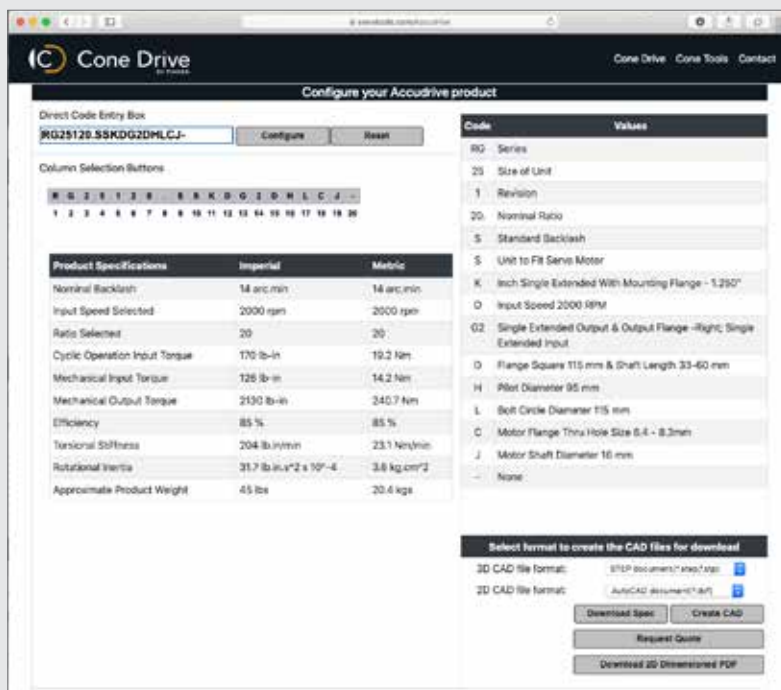 Cone Drive
Cone Drive Cone Tools Contact
Configure your Accudrive product
Direct Code Entry Box
RG25120.SSKDG2DHLCJ-
Configure Reset
Column Selection Buttons
R G 2 5 1 2 0 . S S K D G 2 D H L C J -
1 2 3 4 5 6 7 8 9 10 11 12 13 14 15 16 17 18 19 20
Product Specifications Imperial Metric
Nominal Backlash 14 arc.min 14 arc.min
Input Speed Selected 2000 rpm 2000 rpm
Ratio Selected 20 20
Cyclic Operation Input Torque 170 lb-in 19.2 Nm
Mechanical Input Torque 126 lb-in 14.2 Nm
Mechanical Output Torque 2130 lb-in 240.7 Nm
Efficiency 85 % 85 %
Torsional Stiffness 204 lb.in/min 23.1 Nm/min
Rotational Inertia 31.7 lb.in.s^2 x 10^-4 3.6 kg.cm^2
Approximate Product Weight 45 lbs 20.4 kgs
Code Values
RG Series
25 Size of Unit
1 Revision
20. Nominal Ratio
S Standard Backlash
S Unit to Fit Servo Motor
K Inch Single Extended With Mounting Flange - 1.250"
D Input Speed 2000 RPM
G2 Single Extended Output & Output Flange -Right; Single
Extended Input
D Flange Square 115 mm & Shaft Length 33-60 mm
H Pilot Diameter 95 mm
L Bolt Circle Diameter 115 mm
C Motor Flange Thru Hole Size 6.4 - 8.3mm
J Motor Shaft Diameter 16 mm
- None
Select format to create the CAD files for download
3D CAD file format: STEP document
2D CAD file format: AutoCAD document
Download Spec Create CAD
Request Quote
Download 2D Dimensioned PDF